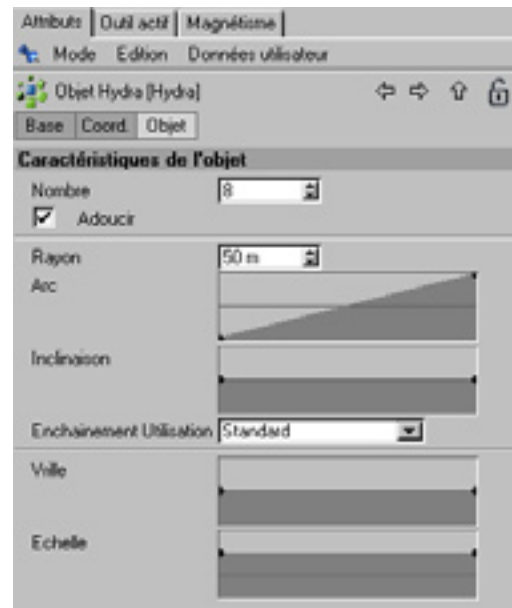 Attributs Outil actif Magnétisme
Mode Edition Données utilisateur
Objet Hydra [Hydra]
Base Coord. Objet
Caractéristiques de l'objet
Nombre 8
Adoucir
Rayon 50 m
Arc
Inclinaison
Enchainement Utilisation Standard
Vrille
Echelle